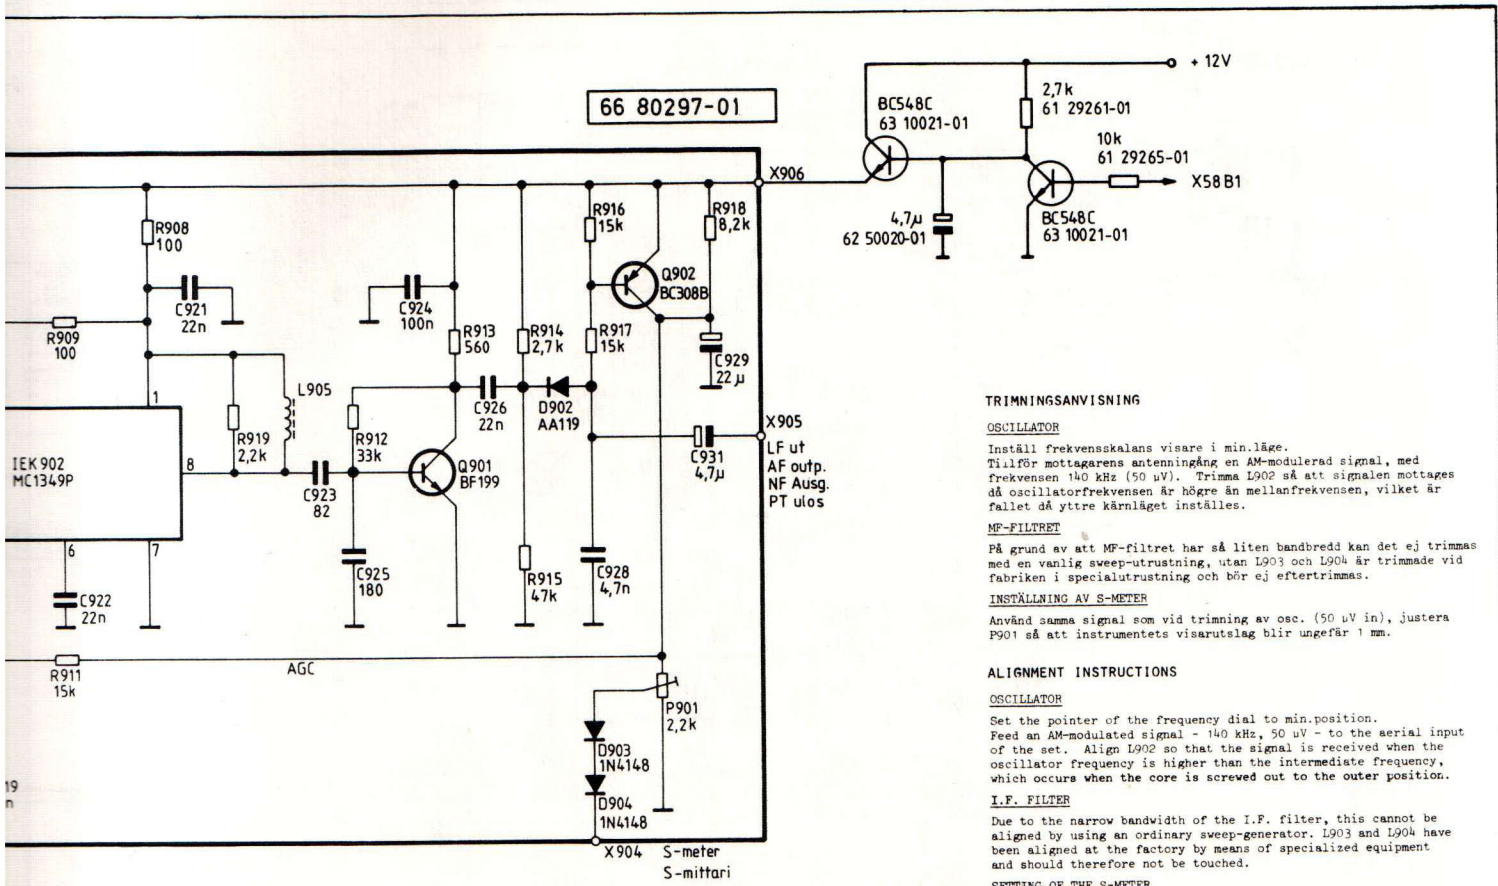 + 12V
2,7k
61 29261-01
BC548C
63 10021-01
66 80297-01
10k
61 29265-01
X906
X58 B1
R908
100
R916
15k
R918
8,2k
4,7µ
62 50020-01
BC548C
63 10021-01
Q902
BC308B
C921
22n
C924
100n
R909
100
R913
560
R914
2,7k
R917
15k
C929
22 µ
L905
1
C926
22n
D902
AA119
X905
R919
2,2k
R912
33k
IEK 902
MC1349P
8
C923
82
Q901
BF199
C931
4,7µ
LF ut
AF outp.
NF Ausg.
PT ulos
6
7
C925
180
R915
47k
C928
4,7n
C922
22n
R911
15k
AGC
P901
2,2k
D903
1N4148
D904
1N4148
19
n
X904
S-meter
S-mittari
TRIMNINGSANVISNING
OSCILLATOR
Inställ frekvensskalans visare i min.läge.
Tillför mottagarens antenningång en AM-modulerad signal, med
frekvensen 140 kHz (50 µV). Trimma L902 så att signalen mottages
då oscillatorfrekvensen är högre än mellanfrekvensen, vilket är
fallet då yttre kärnläget inställes.
MF-FILTRET
På grund av att MF-filtret har så liten bandbredd kan det ej trimmas
med en vanlig sweep-utrustning, utan L903 och L904 är trimmade vid
fabriken i specialutrustning och bör ej eftertrimmas.
INSTÄLLNING AV S-METER
Använd samma signal som vid trimning av osc. (50 µV in), justera
P901 så att instrumentets visarutslag blir ungefär 1 mm.
ALIGNMENT INSTRUCTIONS
OSCILLATOR
Set the pointer of the frequency dial to min.position.
Feed an AM-modulated signal - 140 kHz, 50 uV - to the aerial input
of the set. Align L902 so that the signal is received when the
oscillator frequency is higher than the intermediate frequency,
which occurs when the core is screwed out to the outer position.
I.F. FILTER
Due to the narrow bandwidth of the I.F. filter, this cannot be
aligned by using an ordinary sweep-generator. L903 and L904 have
been aligned at the factory by means of specialized equipment
and should therefore not be touched.
SETTING OF THE S-METER